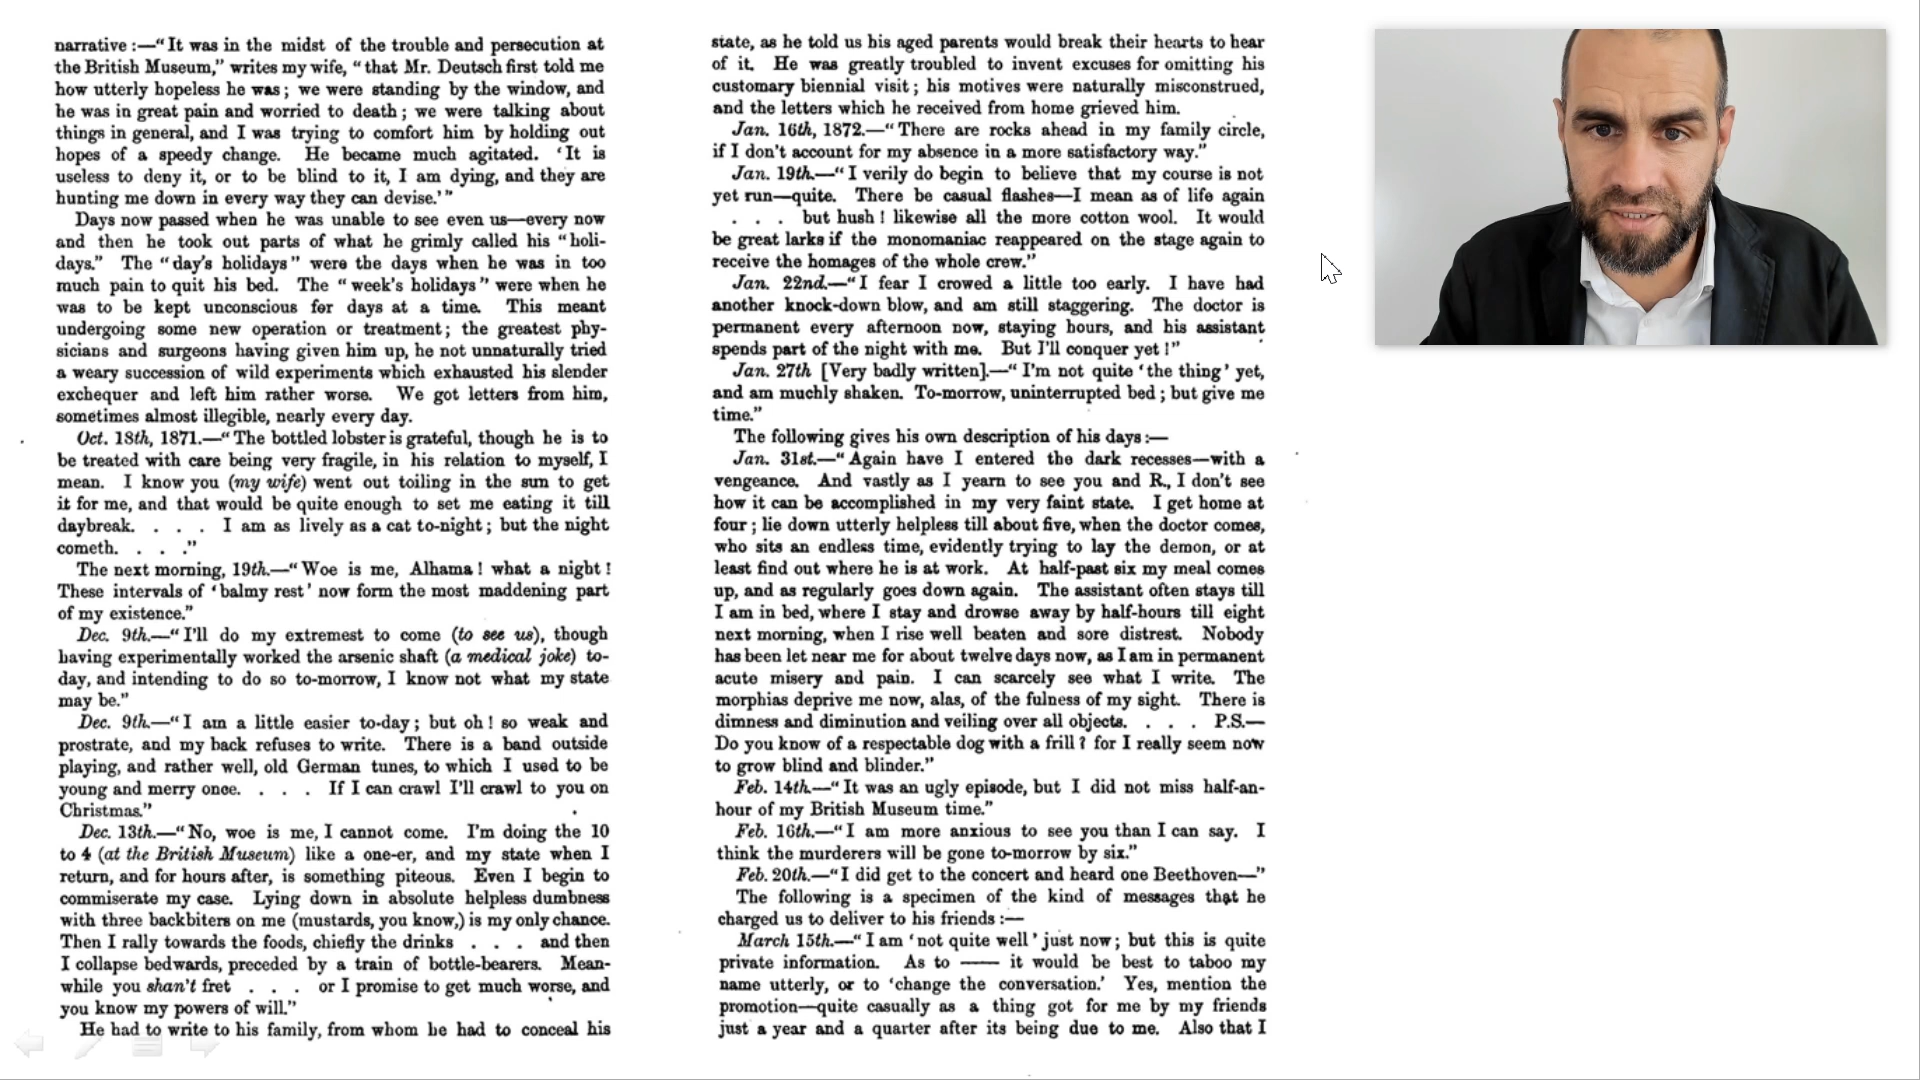 narrative :—“It was in the midst of the trouble and persecution at
the British Museum,” writes my wife, “that Mr. Deutsch first told me
how utterly hopeless he was; we were standing by the window, and
he was in great pain and worried to death; we were talking about
things in general, and I was trying to comfort him by holding out
hopes of a speedy change. He became much agitated. ‘It is
useless to deny it, or to be blind to it, I am dying, and they are
hunting me down in every way they can devise.’”
Days now passed when he was unable to see even us—every now
and then he took out parts of what he grimly called his “holi-
days.” The “day’s holidays” were the days when he was in too
much pain to quit his bed. The “week’s holidays” were when he
was to be kept unconscious for days at a time. This meant
undergoing some new operation or treatment; the greatest phy-
sicians and surgeons having given him up, he not unnaturally tried
a weary succession of wild experiments which exhausted his slender
exchequer and left him rather worse. We got letters from him,
sometimes almost illegible, nearly every day.
Oct. 18th, 1871.—“The bottled lobster is grateful, though he is to
be treated with care being very fragile, in his relation to myself, I
mean. I know you (my wife) went out toiling in the sun to get
it for me, and that would be quite enough to set me eating it till
daybreak. . . . I am as lively as a cat to-night; but the night
cometh. . . .”
The next morning, 19th.—“Woe is me, Alhama! what a night!
These intervals of ‘balmy rest’ now form the most maddening part
of my existence.”
Dec. 9th.—“I’ll do my extremest to come (to see us), though
having experimentally worked the arsenic shaft (a medical joke) to-
day, and intending to do so to-morrow, I know not what my state
may be.”
Dec. 9th.—“I am a little easier to-day; but oh! so weak and
prostrate, and my back refuses to write. There is a band outside
playing, and rather well, old German tunes, to which I used to be
young and merry once. . . . If I can crawl I’ll crawl to you on
Christmas.”
Dec. 13th.—“No, woe is me, I cannot come. I’m doing the 10
to 4 (at the British Museum) like a one-er, and my state when I
return, and for hours after, is something piteous. Even I begin to
commiserate my case. Lying down in absolute helpless dumbness
with three backbiters on me (mustards, you know,) is my only chance.
Then I rally towards the foods, chiefly the drinks . . . and then
I collapse bedwards, preceded by a train of bottle-bearers. Mean-
while you shan’t fret . . . or I promise to get much worse, and
you know my powers of will.”
He had to write to his family, from whom he had to conceal his
state, as he told us his aged parents would break their hearts to hear
of it. He was greatly troubled to invent excuses for omitting his
customary biennial visit; his motives were naturally misconstrued,
and the letters which he received from home grieved him.
Jan. 16th, 1872.—“There are rocks ahead in my family circle,
if I don’t account for my absence in a more satisfactory way.”
Jan. 19th.—“I verily do begin to believe that my course is not
yet run—quite. There be casual flashes—I mean as of life again
. . . but hush! likewise all the more cotton wool. It would
be great larks if the monomaniac reappeared on the stage again to
receive the homages of the whole crew.”
Jan. 22nd.—“I fear I crowed a little too early. I have had
another knock-down blow, and am still staggering. The doctor is
permanent every afternoon now, staying hours, and his assistant
spends part of the night with me. But I’ll conquer yet!”
Jan. 27th [Very badly written].—“I’m not quite ‘the thing’ yet,
and am muchly shaken. To-morrow, uninterrupted bed; but give me
time.”
The following gives his own description of his days :—
Jan. 31st.—“Again have I entered the dark recesses—with a
vengeance. And vastly as I yearn to see you and R., I don’t see
how it can be accomplished in my very faint state. I get home at
four; lie down utterly helpless till about five, when the doctor comes,
who sits an endless time, evidently trying to lay the demon, or at
least find out where he is at work. At half-past six my meal comes
up, and as regularly goes down again. The assistant often stays till
I am in bed, where I stay and drowse away by half-hours till eight
next morning, when I rise well beaten and sore distrest. Nobody
has been let near me for about twelve days now, as I am in permanent
acute misery and pain. I can scarcely see what I write. The
morphias deprive me now, alas, of the fulness of my sight. There is
dimness and diminution and veiling over all objects. . . . P.S.—
Do you know of a respectable dog with a frill? for I really seem now
to grow blind and blinder.”
Feb. 14th.—“It was an ugly episode, but I did not miss half-an-
hour of my British Museum time.”
Feb. 16th.—“I am more anxious to see you than I can say. I
think the murderers will be gone to-morrow by six.”
Feb. 20th.—“I did get to the concert and heard one Beethoven—”
The following is a specimen of the kind of messages that he
charged us to deliver to his friends :—
March 15th.—“I am ‘not quite well’ just now; but this is quite
private information. As to —— it would be best to taboo my
name utterly, or to ‘change the conversation.’ Yes, mention the
promotion—quite casually as a thing got for me by my friends
just a year and a quarter after its being due to me. Also that I